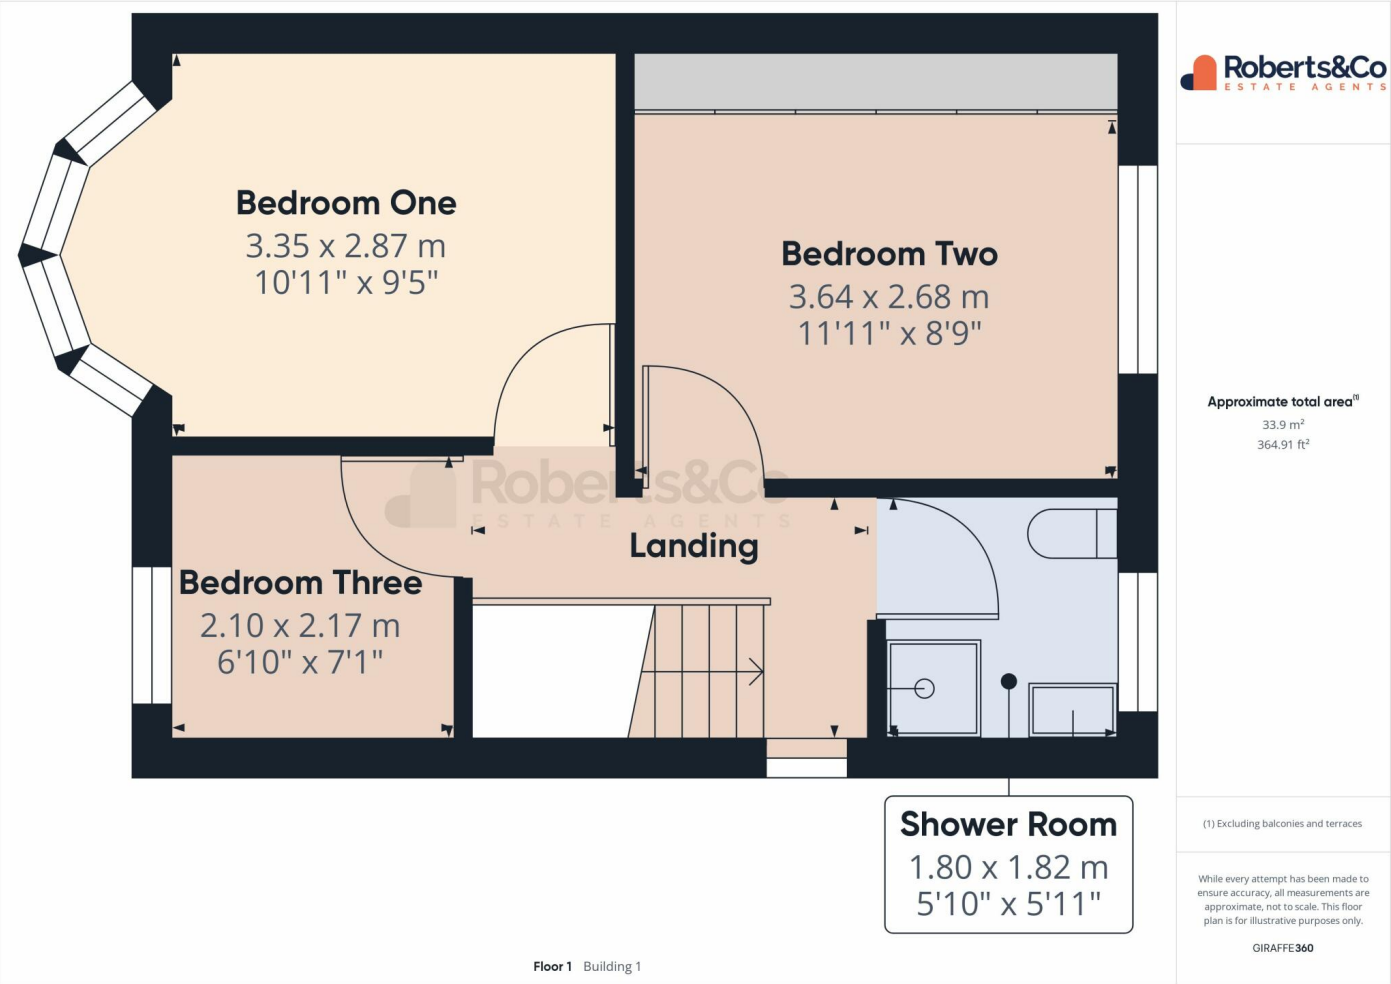 Bedroom One
3.35 x 2.87 m
10'11" x 9'5"
Bedroom Two
3.64 x 2.68 m
11'11" x 8'9"
Roberts&Co
ESTATE AGENTS
Landing
Bedroom Three
2.10 x 2.17 m
6'10" x 7'1"
Shower Room
1.80 x 1.82 m
5'10" x 5'11"
Floor 1 Building 1
Roberts&Co
ESTATE AGENTS
Approximate total area(1)
33.9 m²
364.91 ft²
(1) Excluding balconies and terraces
While every attempt has been made to
ensure accuracy, all measurements are
approximate, not to scale. This floor
plan is for illustrative purposes only.
GIRAFFE360